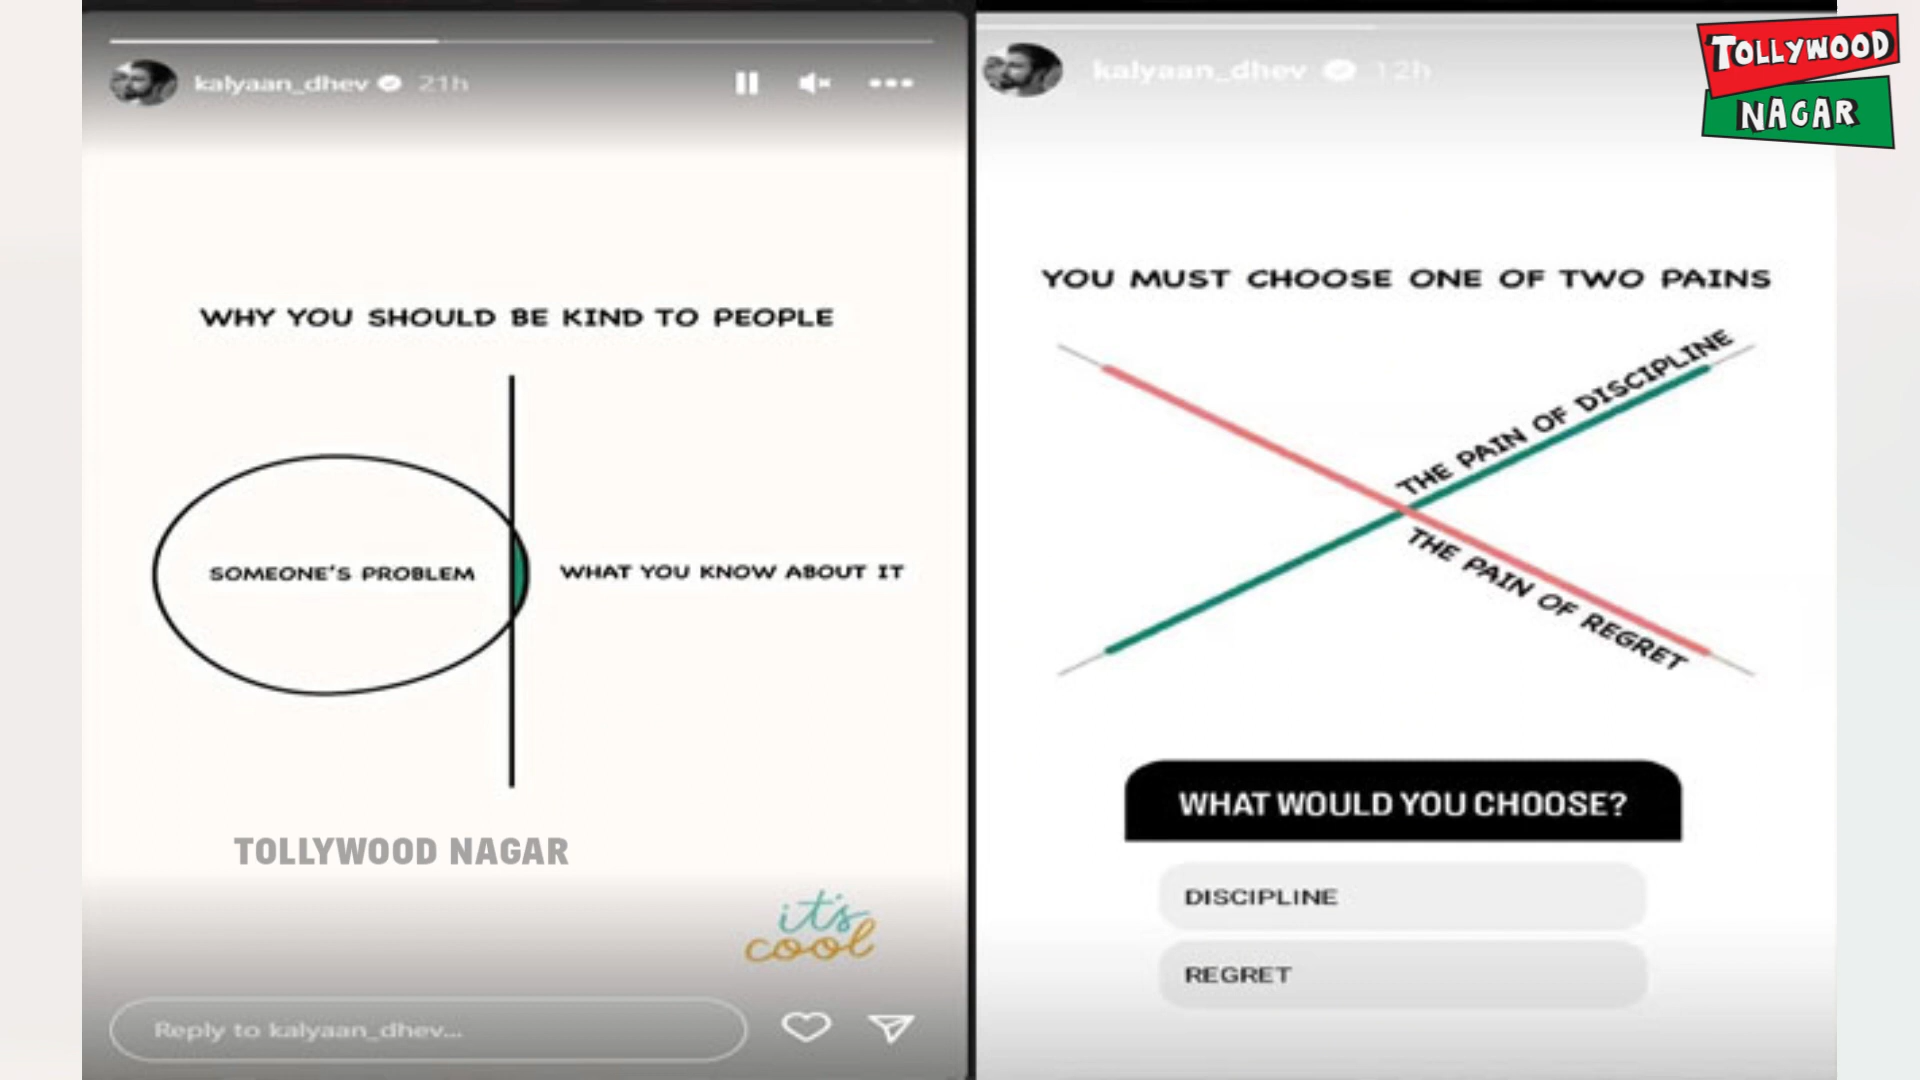 kalyaan_dhev 21h
WHY YOU SHOULD BE KIND TO PEOPLE
SOMEONE'S PROBLEM
WHAT YOU KNOW ABOUT IT
TOLLYWOOD NAGAR
it's
cool
Reply to kalyaan_dhev...
kalyaan_dhev 12h
YOU MUST CHOOSE ONE OF TWO PAINS
THE PAIN OF DISCIPLINE
THE PAIN OF REGRET
WHAT WOULD YOU CHOOSE?
DISCIPLINE
REGRET
TOLLYWOOD
NAGAR